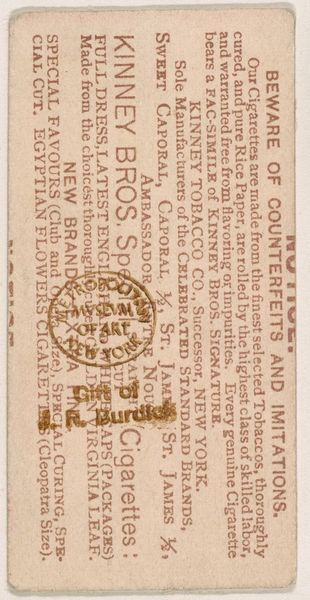 NOTICE.
BEWARE OF COUNTERFEITS AND IMITATIONS.
Our Cigarettes are made from the finest selected Tobaccos, thoroughly
cured, and pure Rice Paper, are rolled by the highest class of skilled labor,
and warranted free from flavoring or impurities. Every genuine Cigarette
bears a FAC-SIMILE of KINNEY BROS. SIGNATURE.
KINNEY TOBACCO CO. Successor, NEW YORK.
Sole Manufacturers of the CELEBRATED STANDARD BRANDS,
SWEET CAPORAL, CAPORAL ½, ST. JAMES, ST. JAMES ½,
AMBASSADOR
KINNEY BROS. Cigarettes:
FULL DRESS, LATEST ENGLISH (PACKAGES)
Made from the choicest thoroughly VIRGINIA LEAF.
NEW BRANDS
SPECIAL FAVOURS (Club and Size) SPECIAL CURING, SPE-
CIAL CUT. EGYPTIAN FLOWERS (Cleopatra Size).
METROPOLITAN
MUSEUM
OF ART
NEW YORK
Gift of
J. R. Burdick